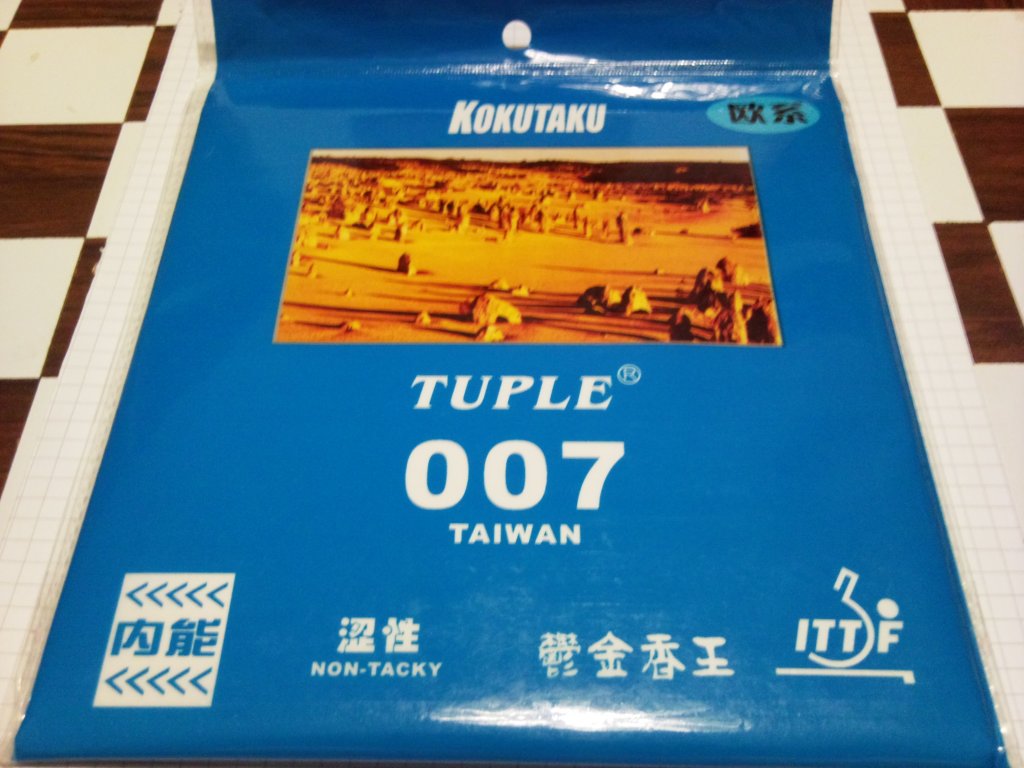 KOKUTAKU
欧系
TUPLE®
007
TAIWAN
内能
涩性
NON-TACKY
鬱金香王
ITTF